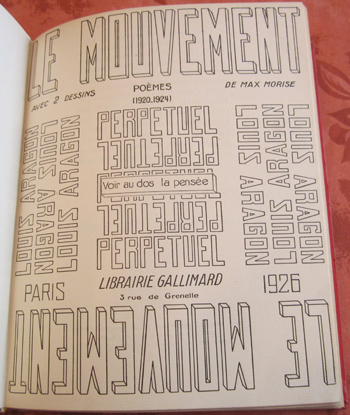 LE MOUVEMENT
AVEC 2 DESSINS
POÈMES
(1920.1924)
DE MAX MORISE
PERPETUEL
PERPETUEL
Voir au dos la pensée
PERPETUEL
PERPETUEL
LOUIS ARAGON
LOUIS ARAGON
LOUIS ARAGON
LOUIS ARAGON
LOUIS ARAGON
LOUIS ARAGON
PARIS
LIBRAIRIE GALLIMARD
3 rue de Grenelle
1926
LE MOUVEMENT